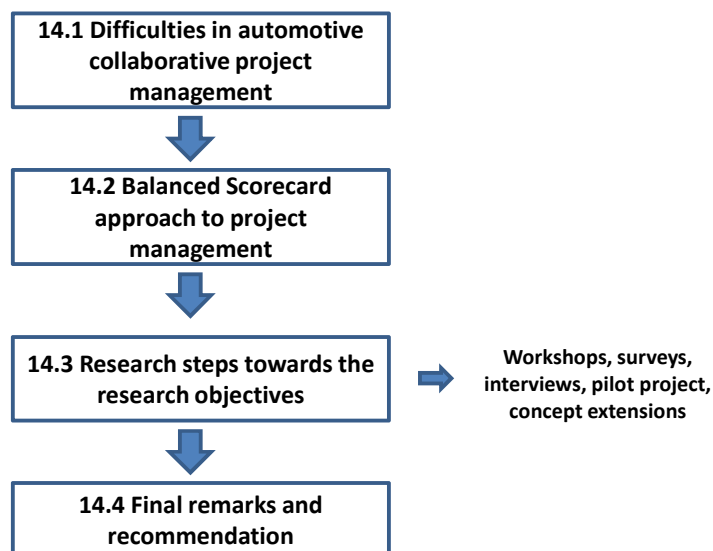 14.1 Difficulties in automotive
collaborative project
management
14.2 Balanced Scorecard
approach to project
management
14.3 Research steps towards the
research objectives
Workshops, surveys,
interviews, pilot project,
concept extensions
14.4 Final remarks and
recommendation